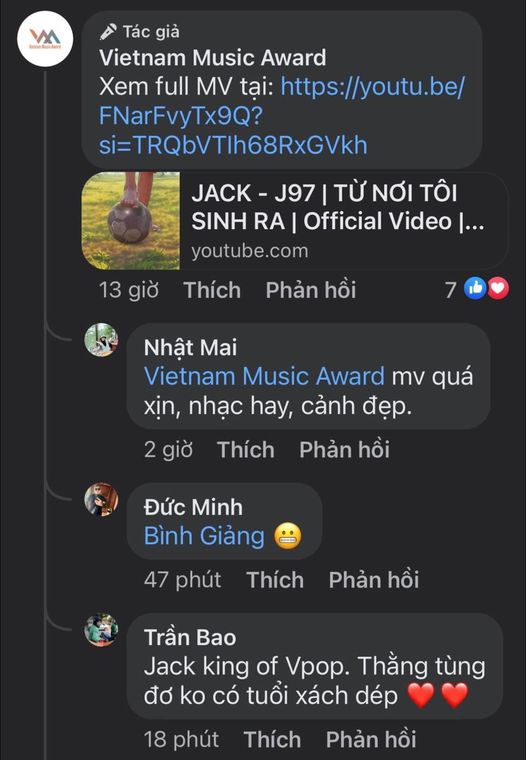 Tác giả
Vietnam Music Award
Xem full MV tại: https://youtu.be/
FNarFvyTx9Q?
si=TRQbVTIh68RxGVkh
JACK - J97 | TỪ NƠI TÔI
SINH RA | Official Video |...
youtube.com
13 giờ Thích Phản hồi 7
Nhật Mai
Vietnam Music Award mv quá
xịn, nhạc hay, cảnh đẹp.
2 giờ Thích Phản hồi
Đức Minh
Bình Giảng 😬
47 phút Thích Phản hồi
Trần Bao
Jack king of Vpop. Thằng tùng
đơ ko có tuổi xách dép ❤️ ❤️
18 phút Thích Phản hồi